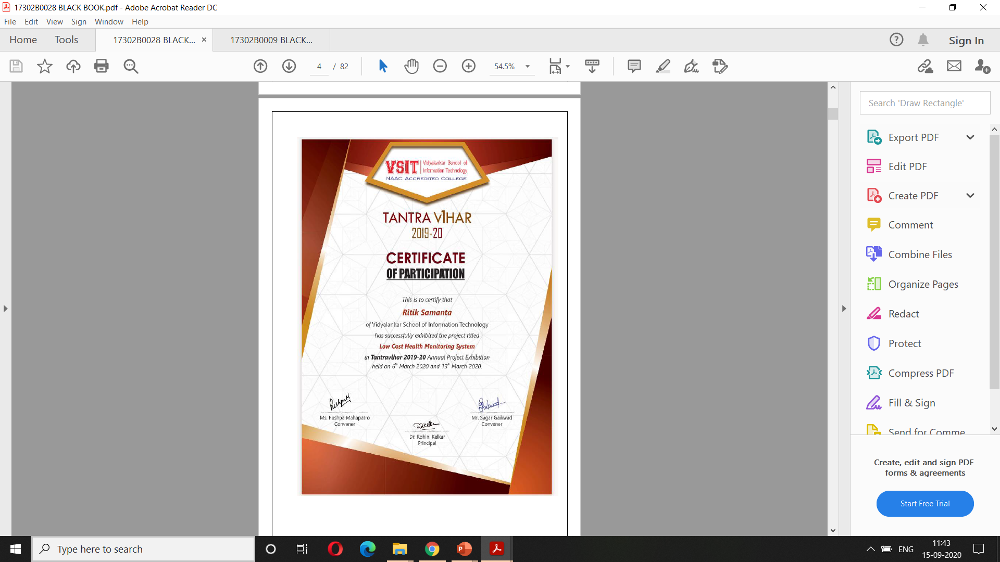 17302B0028 BLACK BOOK.pdf - Adobe Acrobat Reader DC
File Edit View Sign Window Help
Home Tools 17302B0028 BLACK... × 17302B0009 BLACK... Sign In
4 / 82 54.5%
Search 'Draw Rectangle'
Export PDF
Edit PDF
Create PDF
Comment
Combine Files
Organize Pages
Redact
Protect
Compress PDF
Fill & Sign
Send for Comme
Create, edit and sign PDF
forms & agreements
Start Free Trial
VSIT Vidyalankar School of
Information Technology
NAAC ACCREDITED COLLEGE
TANTRA VIHAR
2019-20
CERTIFICATE
OF PARTICIPATION
This is to certify that
Ritik Samanta
of Vidyalankar School of Information Technology
has successfully exhibited the project titled
Low Cost Health Monitoring System
in Tantravihar 2019-20 Annual Project Exhibition
held on 6th March 2020 and 13th March 2020.
PushpaM
Ms. Pushpa Mahapatro
Convener
RRKelkar
Dr. Rohini Kelkar
Principal
Gaikwad
Mr. Sagar Gaikwad
Convener
Type here to search
ENG
11:43
15-09-2020